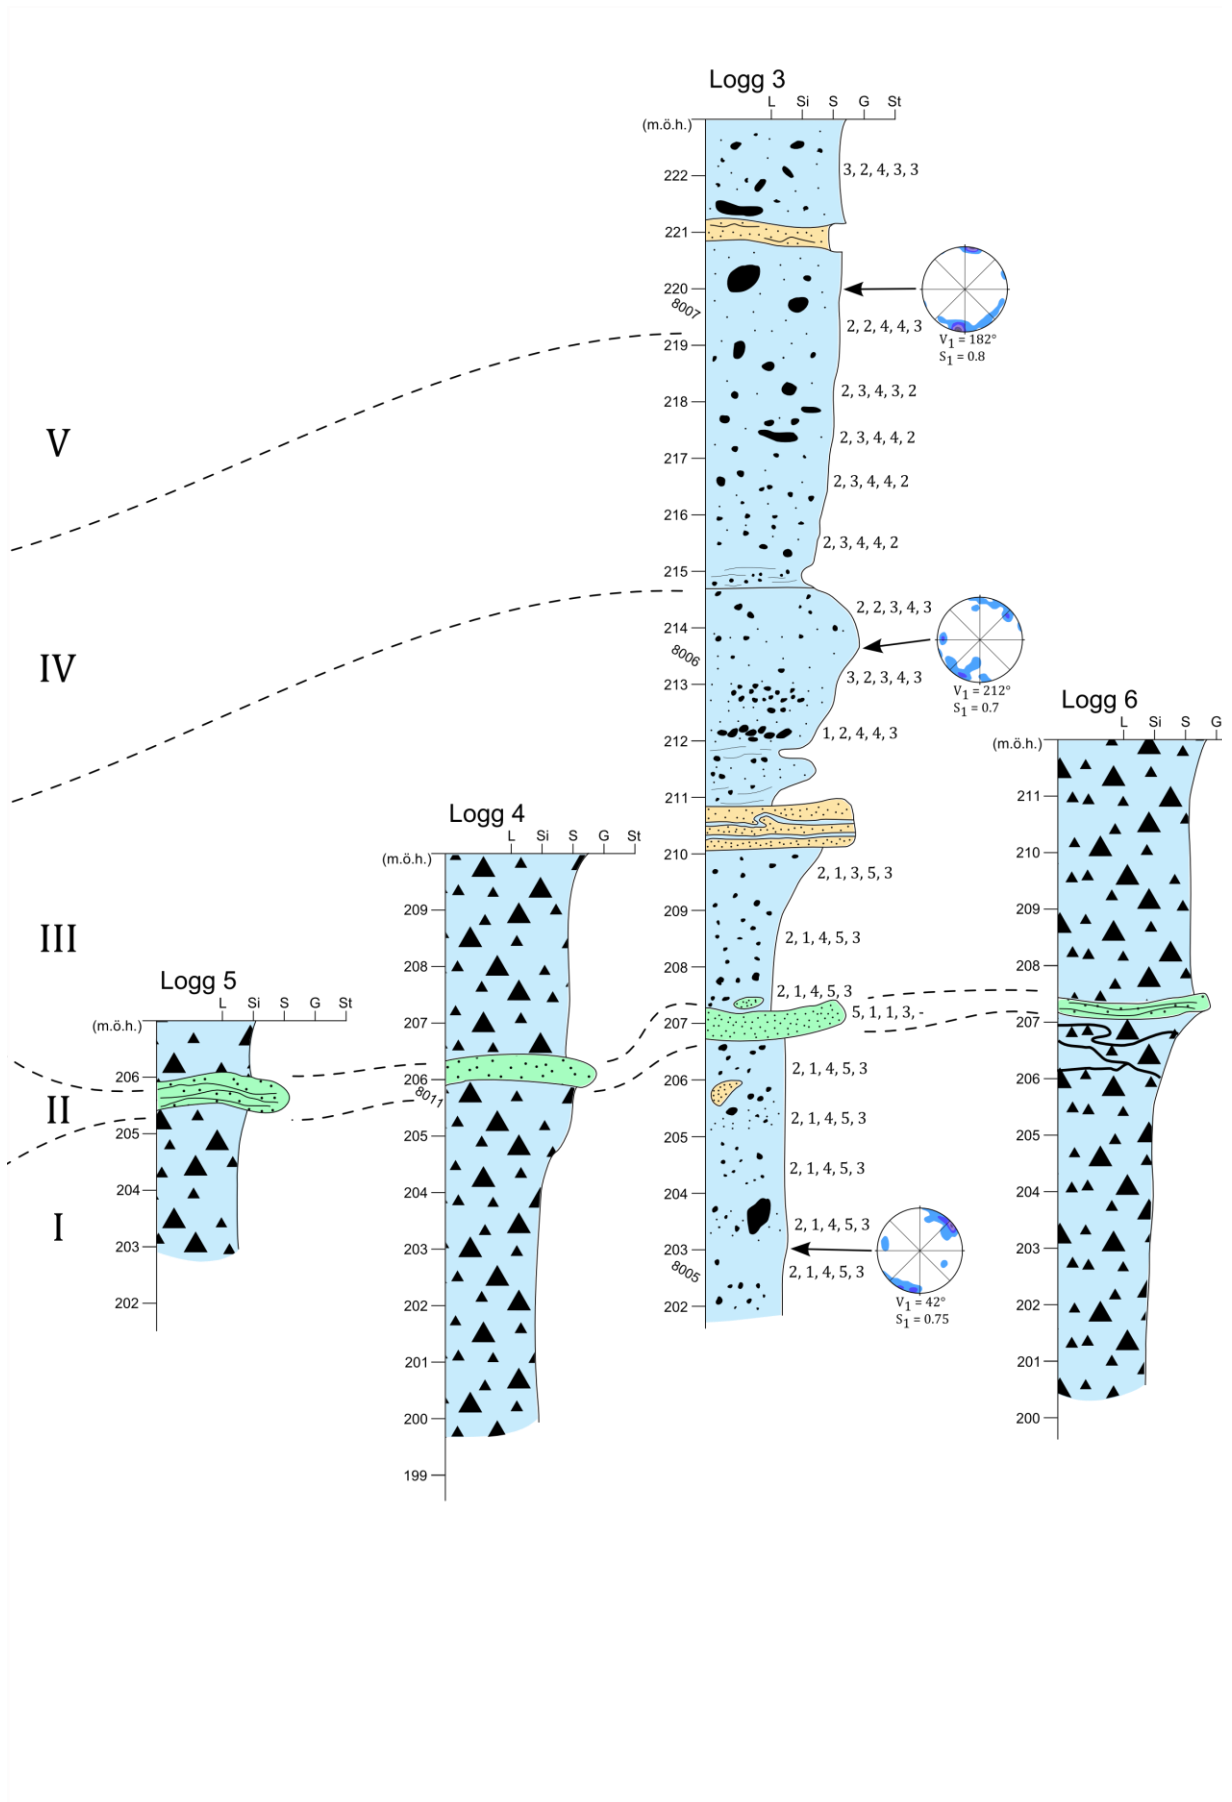 Logg 3
L Si S G St
(m.ö.h.)
222
221
220
219
218
217
216
215
214
213
212
211
210
209
208
207
206
205
204
203
202
8007
8006
8005
3, 2, 4, 3, 3
2, 2, 4, 4, 3
2, 3, 4, 3, 2
2, 3, 4, 4, 2
2, 3, 4, 4, 2
2, 3, 4, 4, 2
2, 2, 3, 4, 3
3, 2, 3, 4, 3
1, 2, 4, 4, 3
2, 1, 3, 5, 3
2, 1, 4, 5, 3
2, 1, 4, 5, 3
5, 1, 1, 3, -
2, 1, 4, 5, 3
2, 1, 4, 5, 3
2, 1, 4, 5, 3
2, 1, 4, 5, 3
2, 1, 4, 5, 3
V1 = 182°
S1 = 0.8
V1 = 212°
S1 = 0.7
V1 = 42°
S1 = 0.75
V
IV
III
II
I
Logg 6
L Si S G
(m.ö.h.)
211
210
209
208
207
206
205
204
203
202
201
200
Logg 4
L Si S G St
(m.ö.h.)
209
208
207
206
8011
205
204
203
202
201
200
199
Logg 5
L Si S G St
(m.ö.h.)
206
205
204
203
202